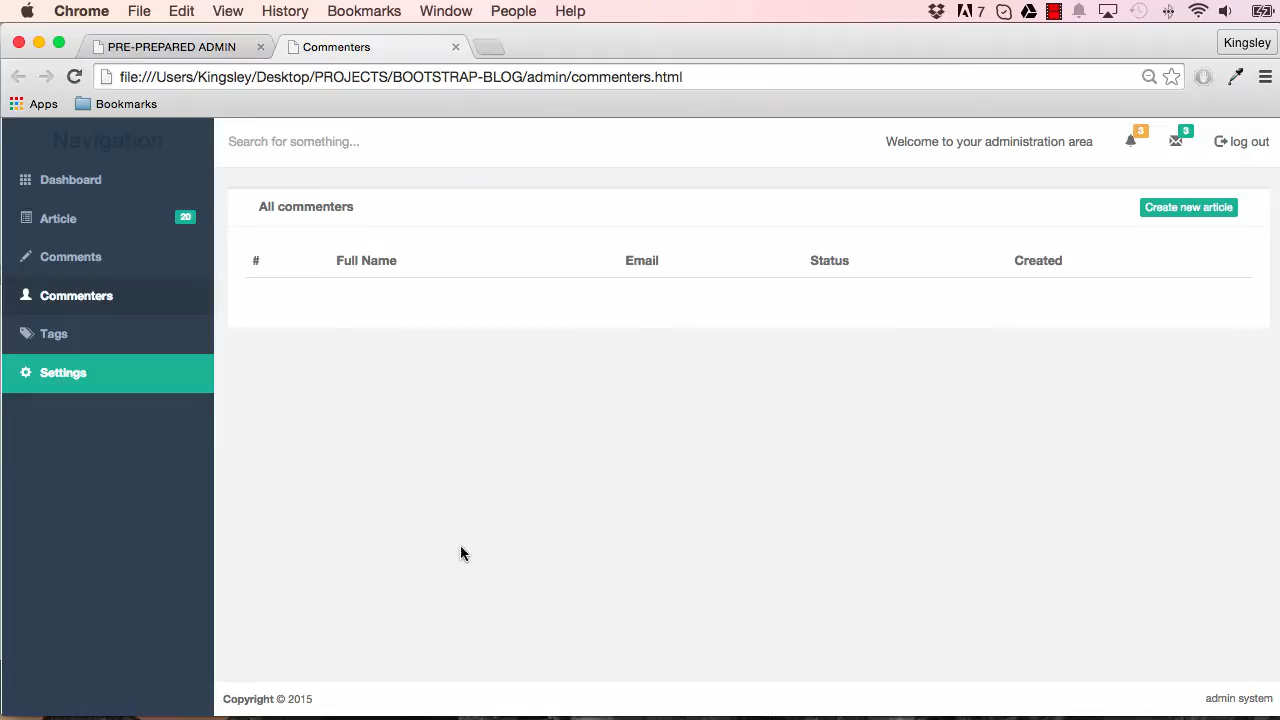 Chrome File Edit View History Bookmarks Window People Help 7
PRE-PREPARED ADMIN Commenters Kingsley
file:///Users/Kingsley/Desktop/PROJECTS/BOOTSTRAP-BLOG/admin/commenters.html
Apps Bookmarks
Navigation
Search for something...
Welcome to your administration area 3 3 log out
Dashboard
Article 20
Comments
Commenters
Tags
Settings
All commenters Create new article
# Full Name Email Status Created
Copyright © 2015 admin system